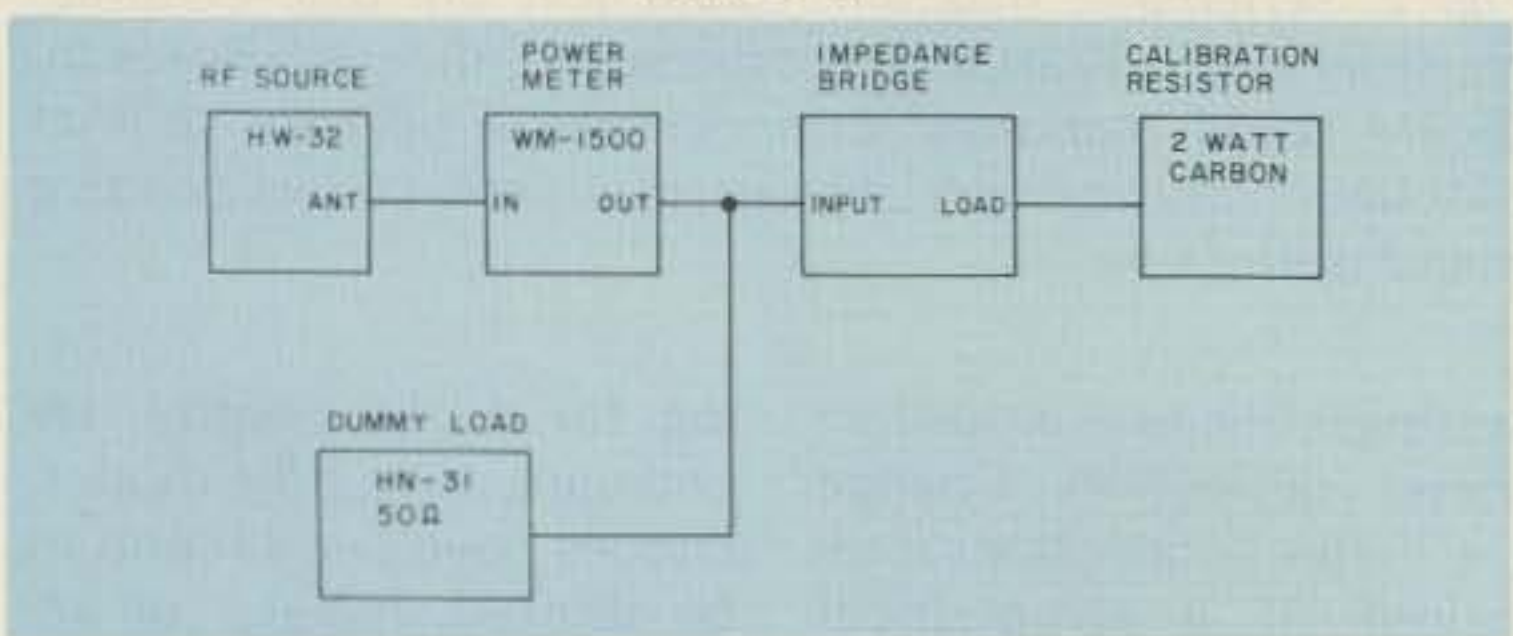 RF SOURCE
HW-32
ANT
POWER
METER
WM-1500
IN OUT
IMPEDANCE
BRIDGE
INPUT LOAD
CALIBRATION
RESISTOR
2 WATT
CARBON
DUMMY LOAD
HN-31
50Ω